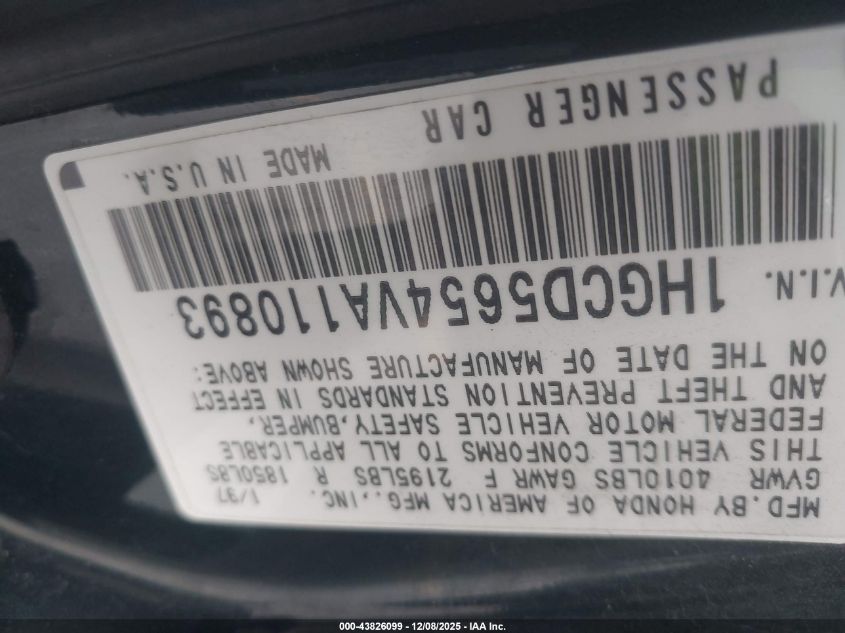 MFD.BY HONDA OF AMERICA MFG.,INC. 1/97
GVWR 4010LBS GAWR F 2195LBS R 1850LBS
THIS VEHICLE CONFORMS TO ALL APPLICABLE
FEDERAL MOTOR VEHICLE SAFETY,BUMPER,
AND THEFT PREVENTION STANDARDS IN EFFECT
ON THE DATE OF MANUFACTURE SHOWN ABOVE:
V.I.N. 1HGCD5654VA110893
PASSENGER CAR MADE IN U.S.A.
000-43826099 - 12/08/2025 - IAA Inc.